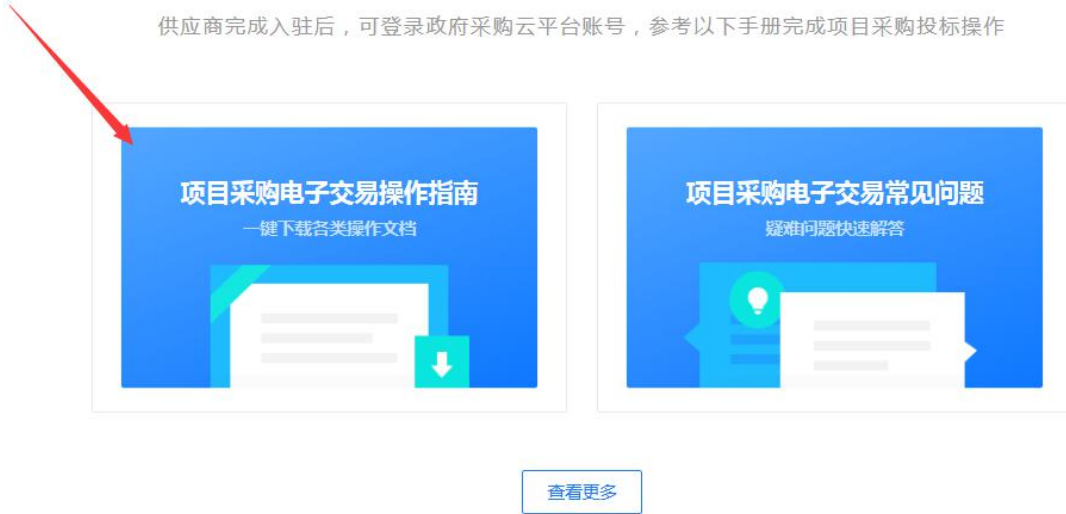 供应商完成入驻后，可登录政府采购云平台账号，参考以下手册完成项目采购投标操作
项目采购电子交易操作指南
一键下载各类操作文档
项目采购电子交易常见问题
疑难问题快速解答
查看更多